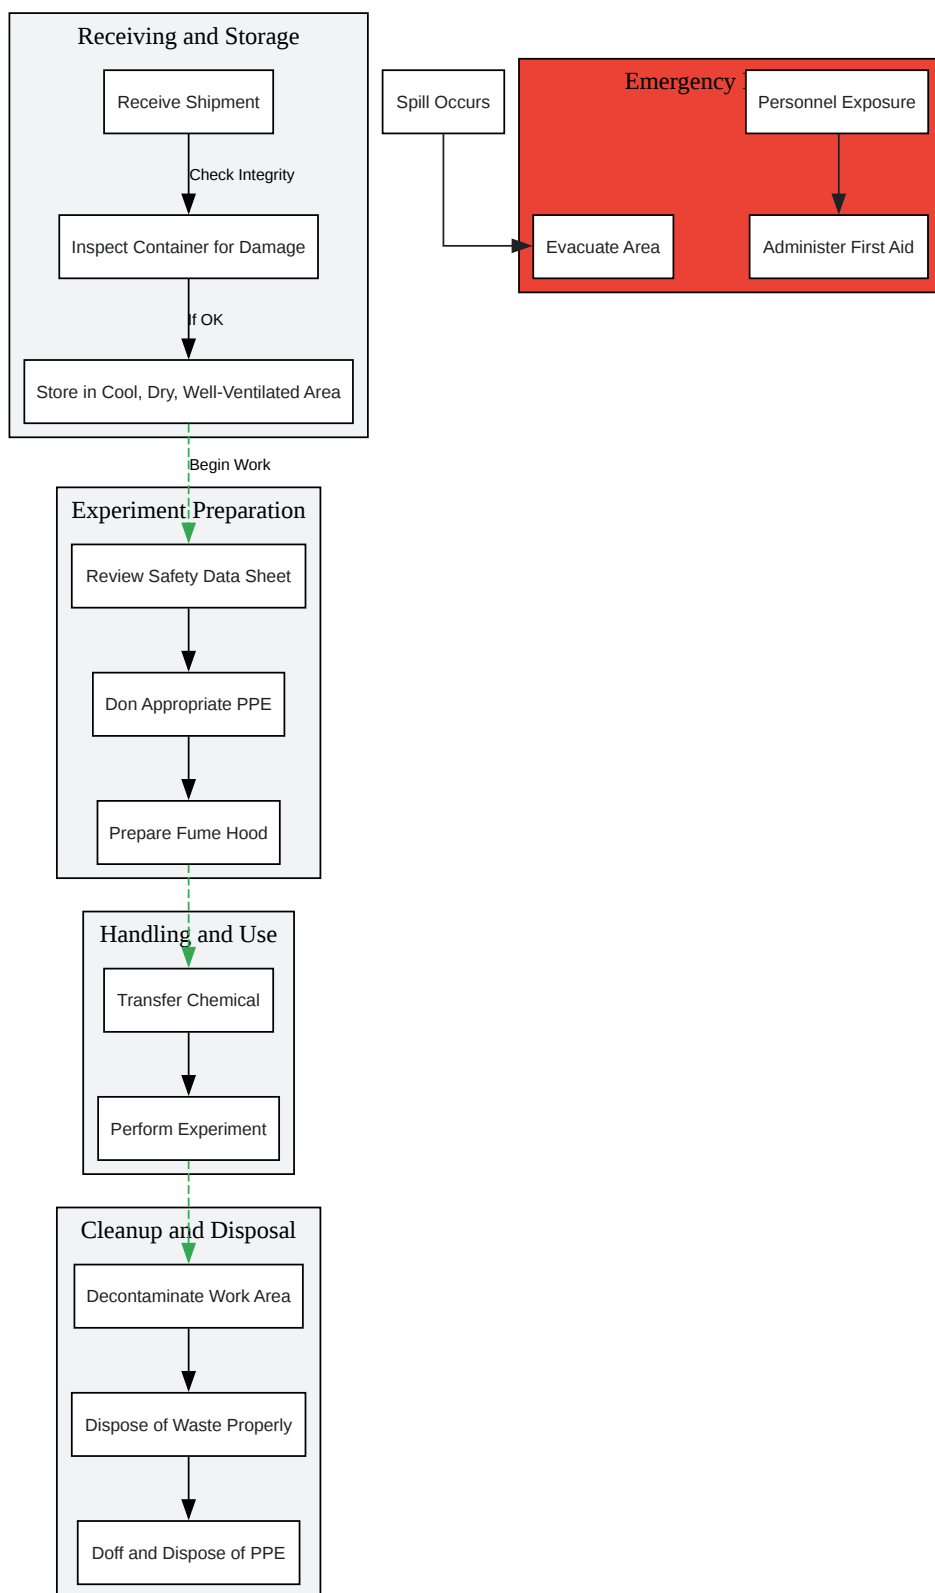 Receiving and Storage
Receive Shipment
Check Integrity
Inspect Container for Damage
If OK
Store in Cool, Dry, Well-Ventilated Area
Begin Work
Spill Occurs
Emergency
Personnel Exposure
Evacuate Area
Administer First Aid
Experiment Preparation
Review Safety Data Sheet
Don Appropriate PPE
Prepare Fume Hood
Handling and Use
Transfer Chemical
Perform Experiment
Cleanup and Disposal
Decontaminate Work Area
Dispose of Waste Properly
Doff and Dispose of PPE